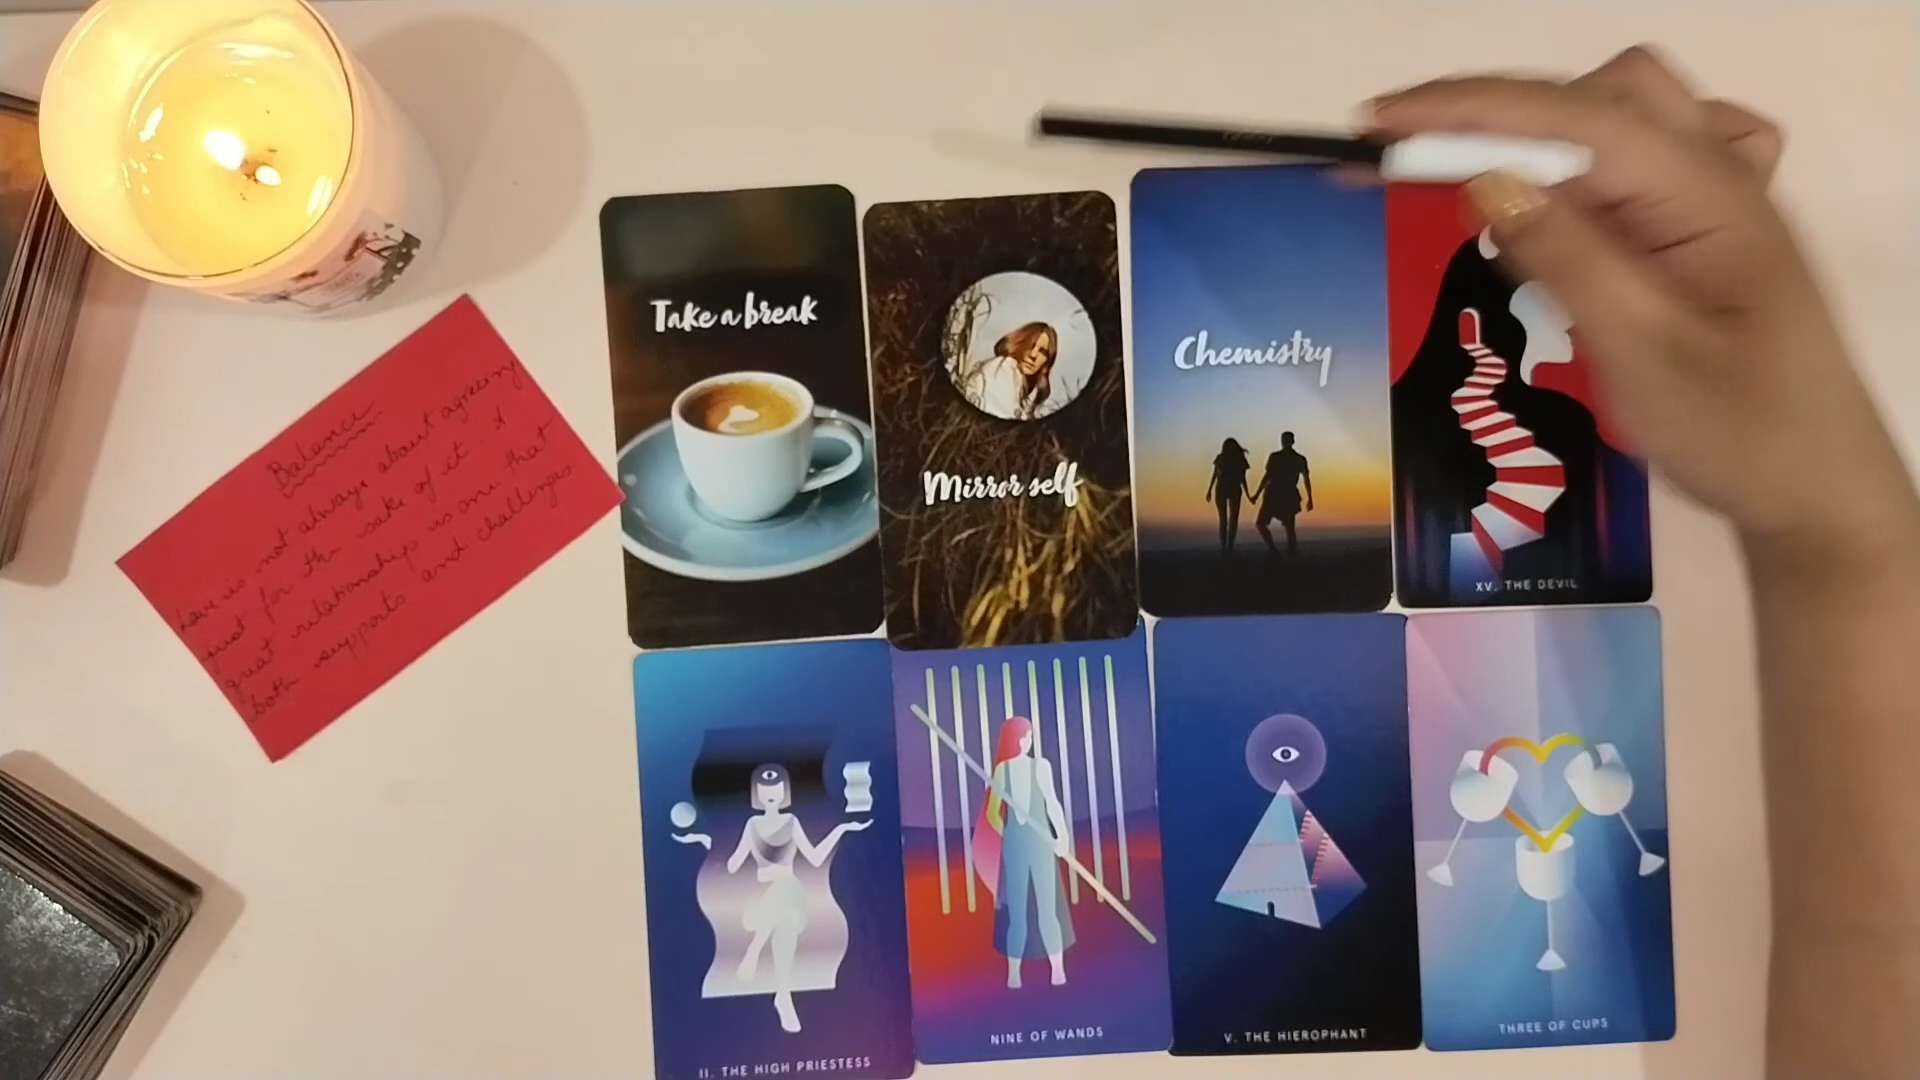 Balance
Love is not always about agreeing
just for the sake of it. A
great relationship is one that
both supports and challenges.
Take a break
Mirror self
Chemistry
XV. THE DEVIL
II. THE HIGH PRIESTESS
NINE OF WANDS
V. THE HIEROPHANT
THREE OF CUPS